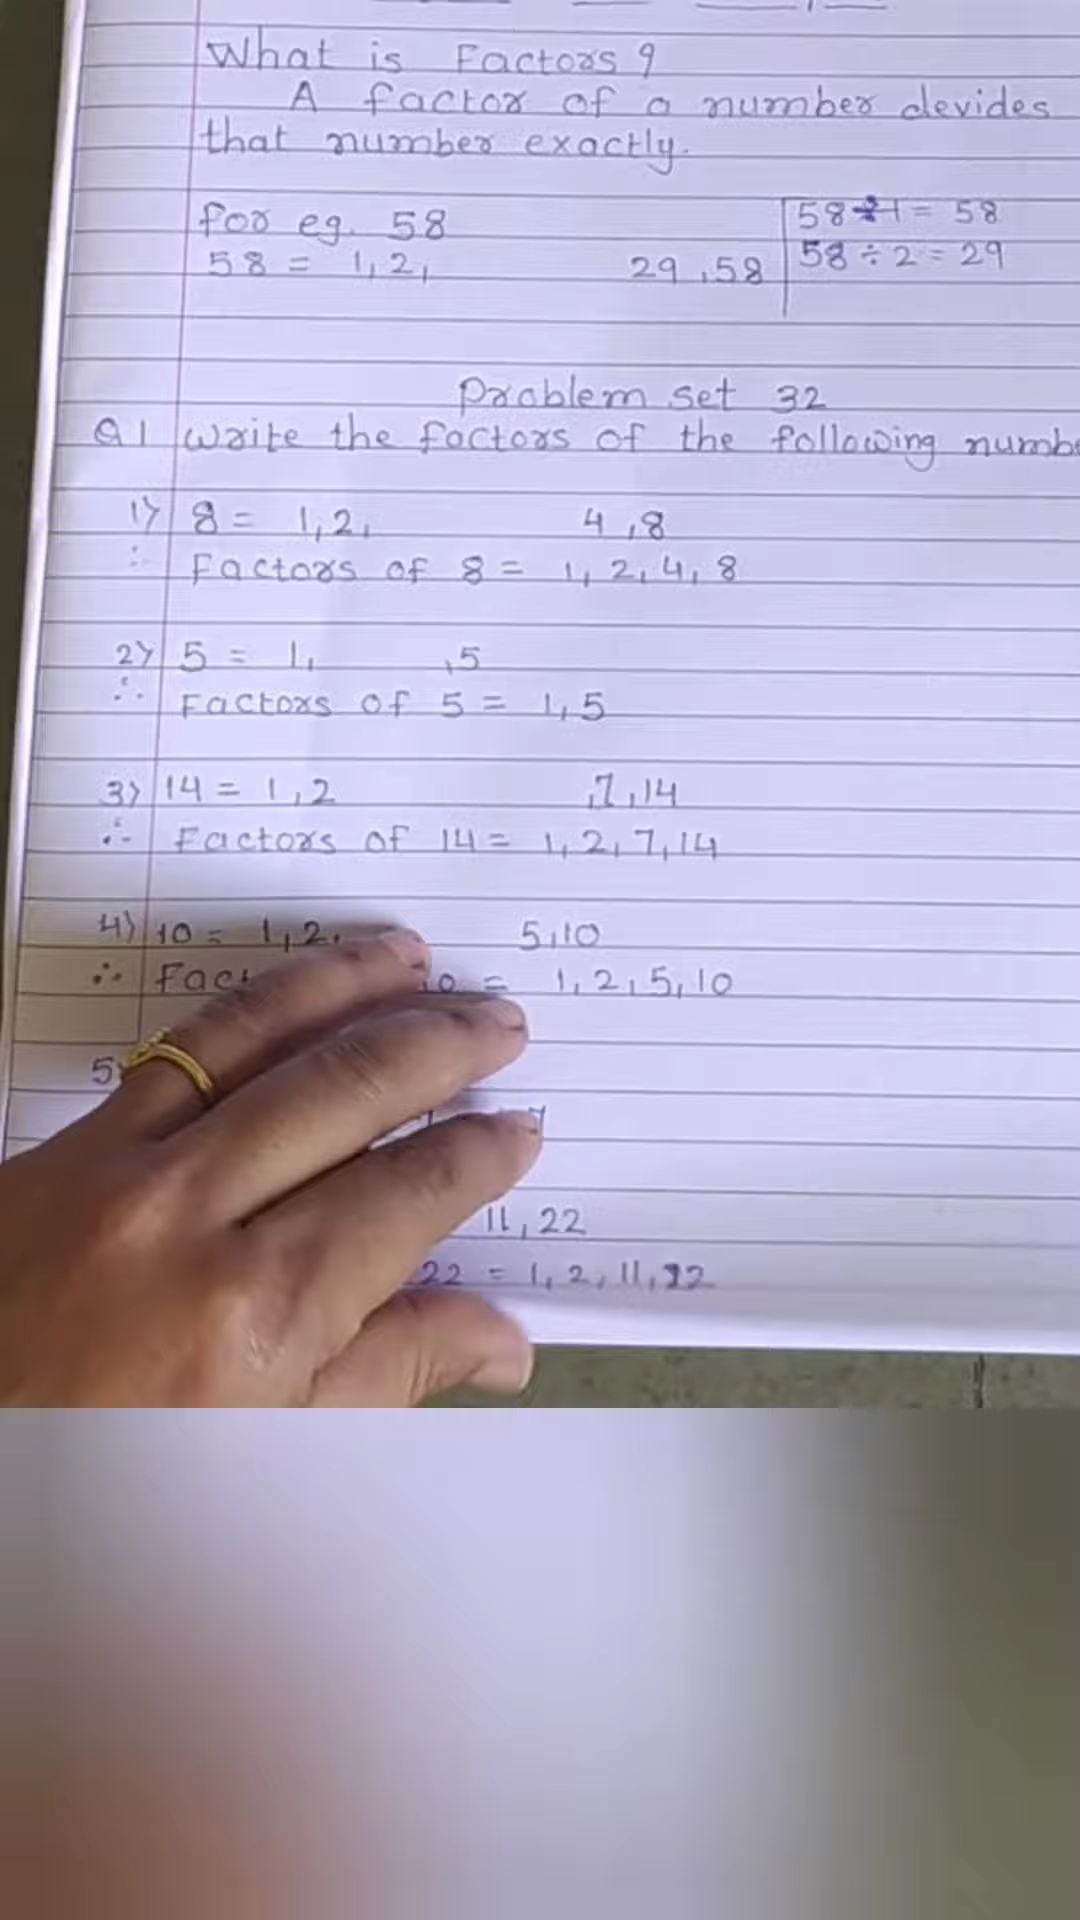 What is Factors ?
A factor of a number devides
that number exactly.
for eg. 58
58 = 1, 2, 29, 58
58 ÷ 1 = 58
58 ÷ 2 = 29
Problem set 32
Q1 Write the factors of the following
1) 8 = 1, 2, 4, 8
∴ Factors of 8 = 1, 2, 4, 8
2) 5 = 1, , 5
∴ Factors of 5 = 1, 5
3) 14 = 1, 2 , 7, 14
∴ Factors of 14 = 1, 2, 7, 14
4) 10 = 1, 2, 5, 10
∴ = 1, 2, 5, 10
5)
11, 22
22 = 1, 2, 11, 22